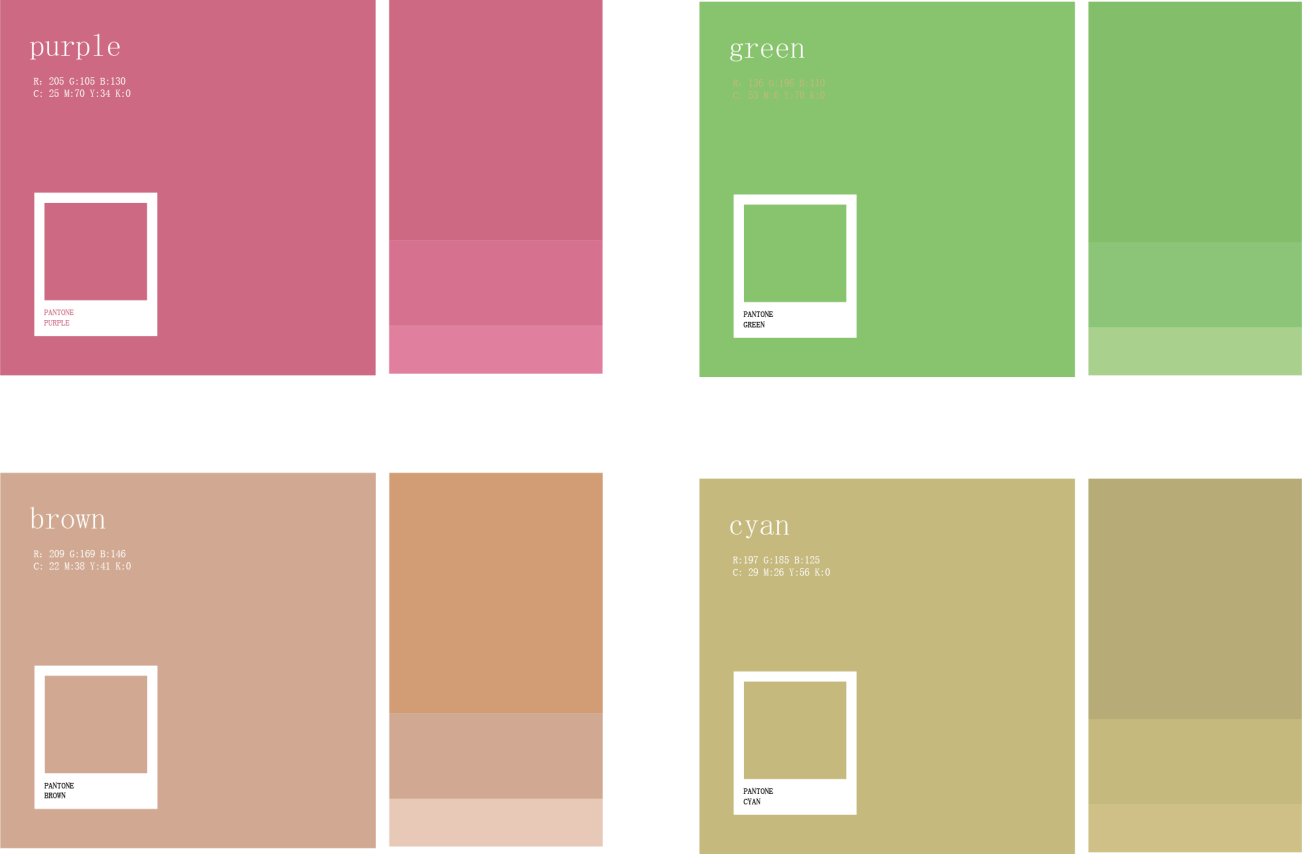 purple
R: 205 G:105 B:130
C: 25 M:70 Y:34 K:0
PANTONE
PURPLE
green
PANTONE
GREEN
brown
R: 209 G:169 B:146
C: 22 M:38 Y:41 K:0
PANTONE
BROWN
cyan
R:197 G:185 B:125
C: 29 M:26 Y:56 K:0
PANTONE
CYAN